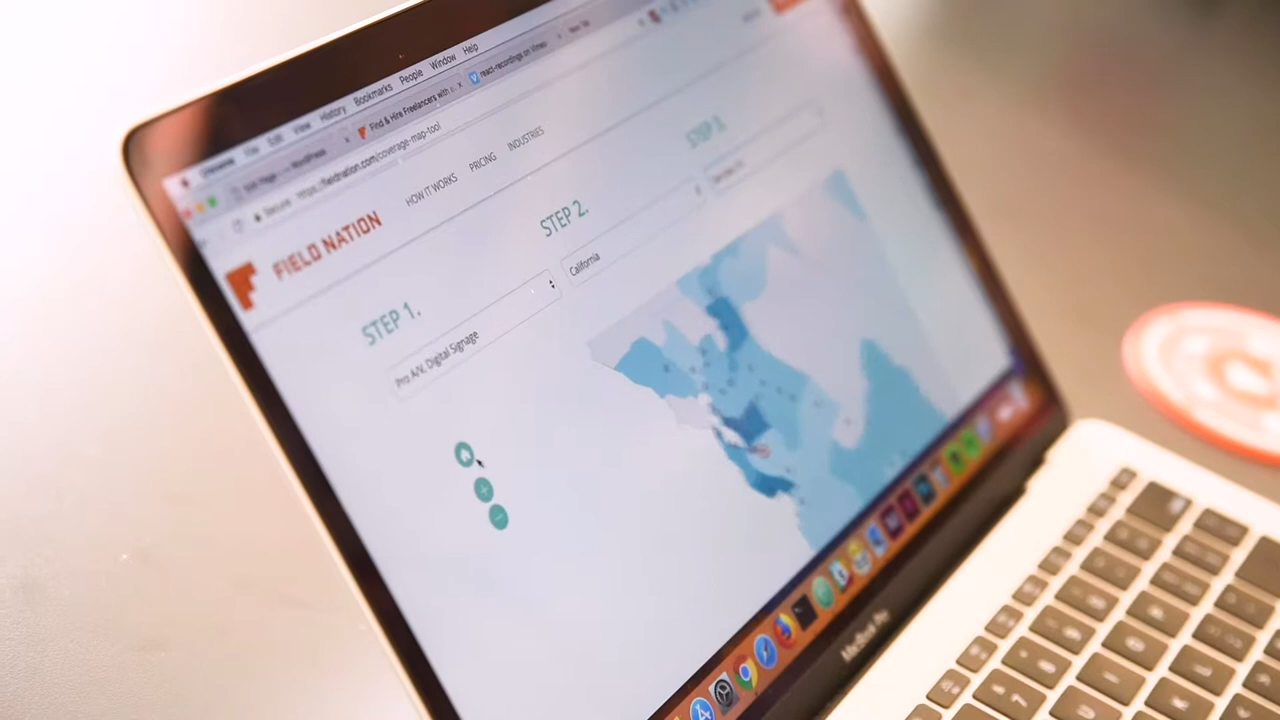 Bookmarks People Window Help
Find & Hire Freelancers with
react-recordings on Vimeo
Secure https://fieldnation.com/coverage-map-tool
FIELD NATION
HOW IT WORKS PRICING INDUSTRIES
STEP 1.
STEP 2.
STEP 3.
Pro A/V, Digital Signage
California
MacBook Pro